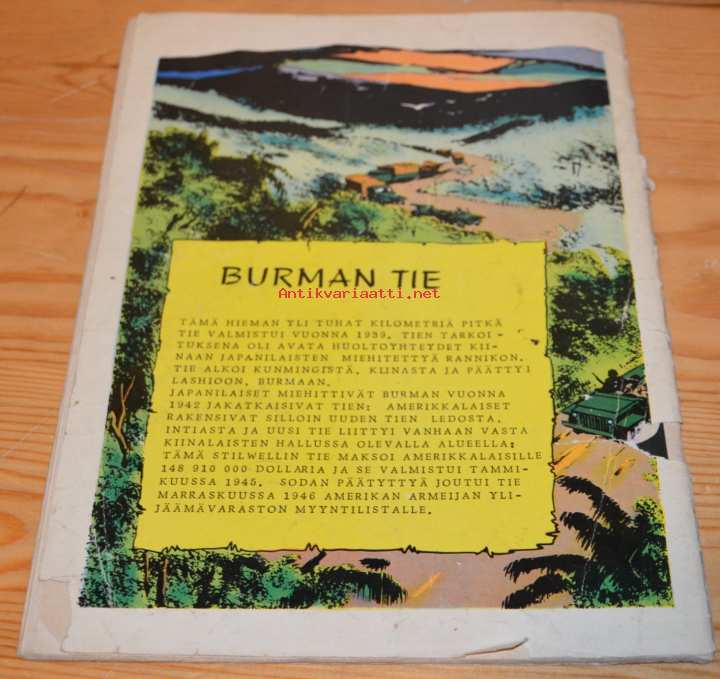 BURMAN TIE
Antikvariaatti.net
TÄMÄ HIEMAN YLI TUHAT KILOMETRIÄ PITKÄ
TIE VALMISTUI VUONNA 1939. TIEN TARKOI-
TUKSENA OLI AVATA HUOLTOYHTEYDET KII-
NAAN JAPANILAISTEN MIEHITETTYÄ RANNIKON.
TIE ALKOI KUNMINGISTÄ, KIINASTA JA PÄÄTTYI
LASHIOON, BURMAAN.
JAPANILAISET MIEHITTIVÄT BURMAN VUONNA
1942 JAKATKAISIVAT TIEN: AMERIKKALAISET
RAKENSIVAT SILLOIN UUDEN TIEN LEDOSTA,
INTIASTA JA UUSI TIE LIITTYI VANHAAN VASTA
KIINALAISTEN HALLUSSA OLEVALLA ALUEELLA;
TÄMÄ STILWELLIN TIE MAKSOI AMERIKKALAISILLE
148 910 000 DOLLARIA JA SE VALMISTUI TAMMI-
KUUSSA 1945. SODAN PÄÄTYTTYÄ JOUTUI TIE
MARRASKUUSSA 1946 AMERIKAN ARMEIJAN YLI-
JÄÄMÄVARASTON MYYNTILISTALLE.